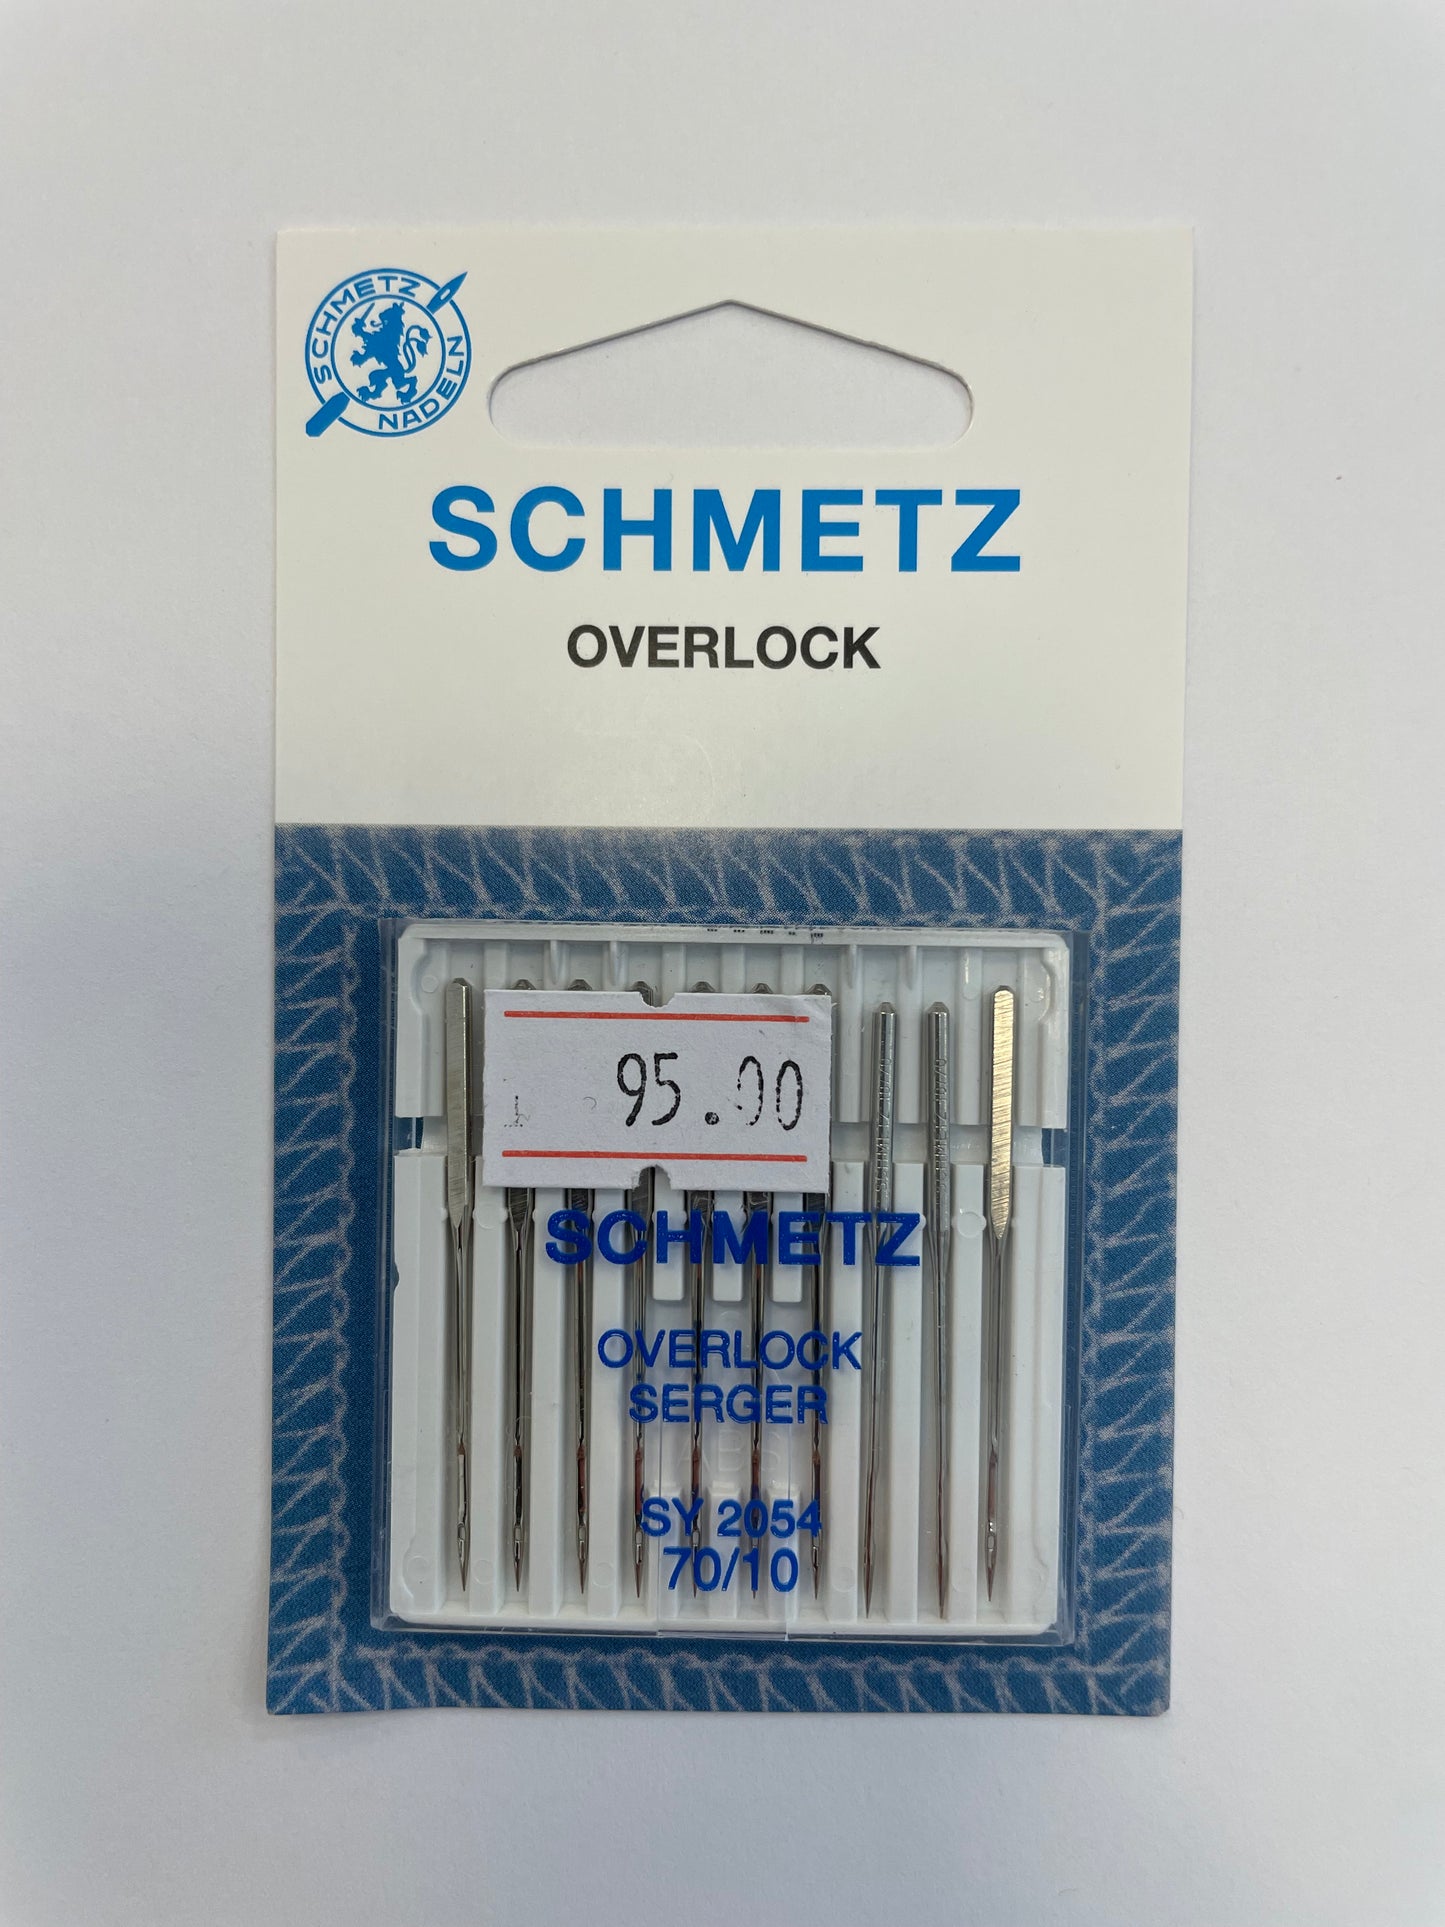 SCHMETZ
NADELN
SCHMETZ
OVERLOCK
95.00
SCHMETZ
OVERLOCK
SERGER
SY 2054
70/10